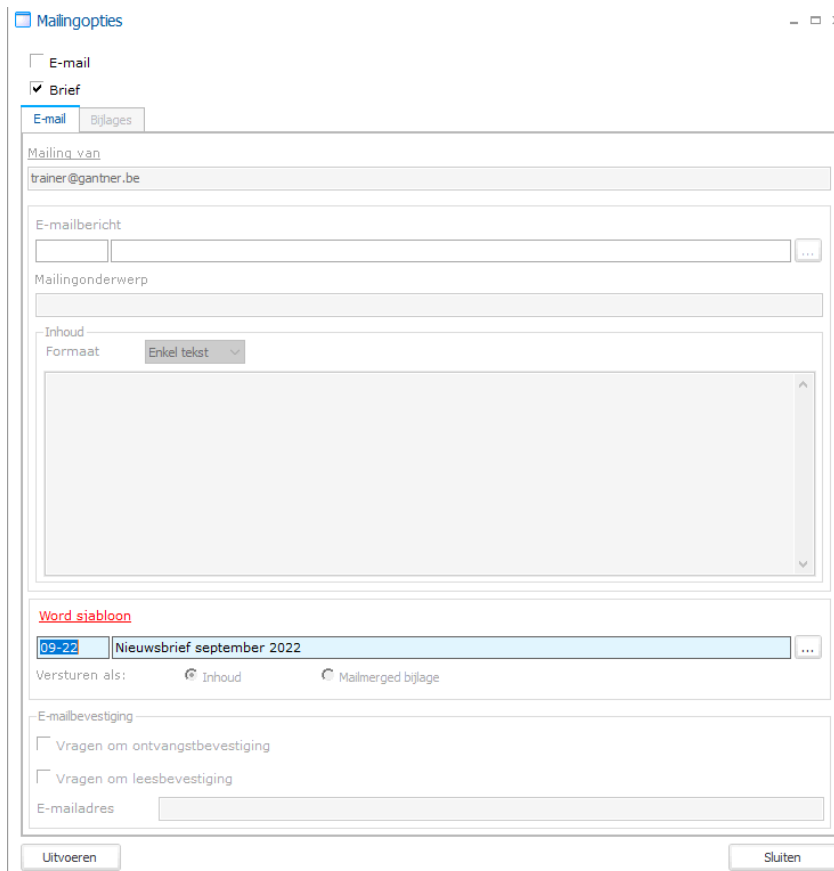 Mailingopties
E-mail
Brief
E-mail Bijlages
Mailing van
trainer@gantner.be
E-mailbericht
...
Mailingonderwerp
Inhoud
Formaat Enkel tekst
Word sjabloon
09-22 Nieuwsbrief september 2022 ...
Versturen als: Inhoud Mailmerged bijlage
E-mailbevestiging
Vragen om ontvangstbevestiging
Vragen om leesbevestiging
E-mailadres
Uitvoeren Sluiten